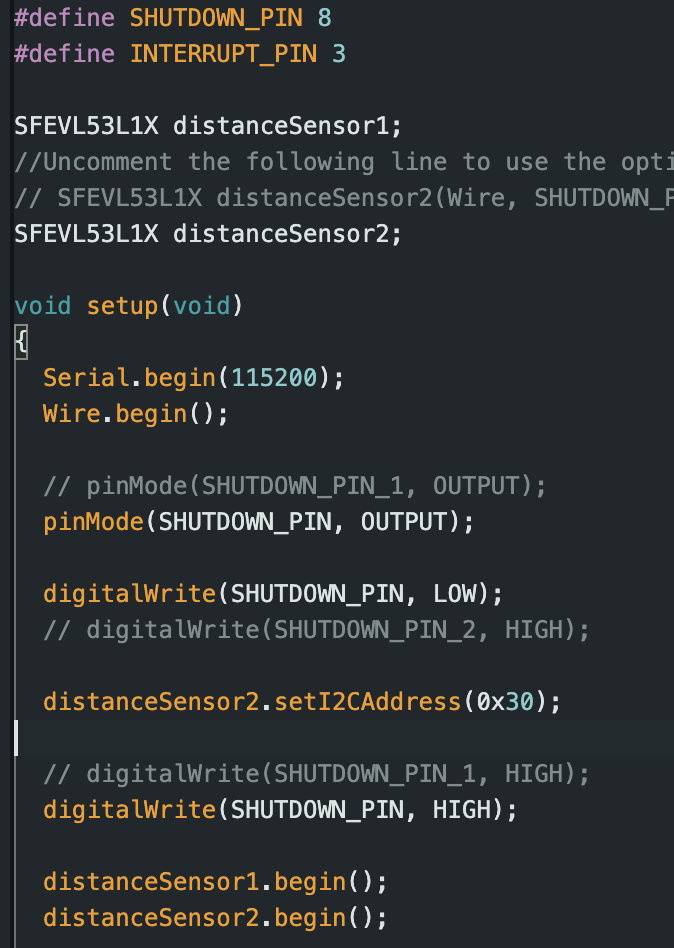 #define SHUTDOWN_PIN 8
#define INTERRUPT_PIN 3
SFEVL53L1X distanceSensor1;
//Uncomment the following line to use the opti
// SFEVL53L1X distanceSensor2(Wire, SHUTDOWN_P
SFEVL53L1X distanceSensor2;
void setup(void)
{
Serial.begin(115200);
Wire.begin();
// pinMode(SHUTDOWN_PIN_1, OUTPUT);
pinMode(SHUTDOWN_PIN, OUTPUT);
digitalWrite(SHUTDOWN_PIN, LOW);
// digitalWrite(SHUTDOWN_PIN_2, HIGH);
distanceSensor2.setI2CAddress(0x30);
// digitalWrite(SHUTDOWN_PIN_1, HIGH);
digitalWrite(SHUTDOWN_PIN, HIGH);
distanceSensor1.begin();
distanceSensor2.begin();